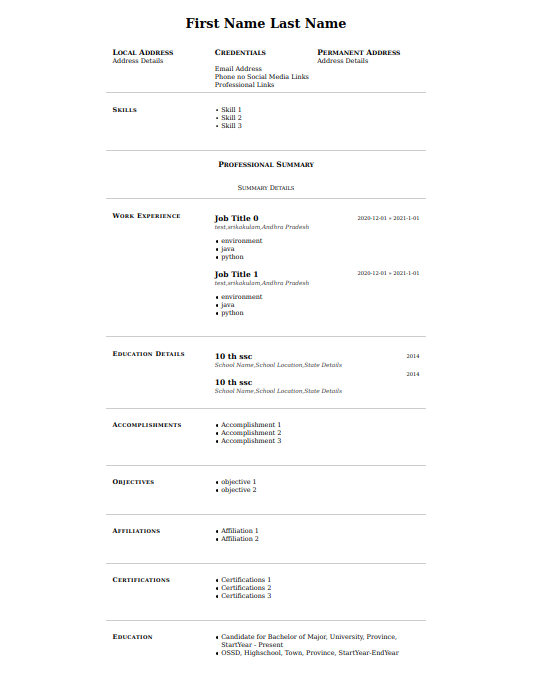 First Name Last Name
Local Address
Address Details
Credentials
Email Address
Phone no Social Media Links
Professional Links
Permanent Address
Address Details
Skills
• Skill 1
• Skill 2
• Skill 3
Professional Summary
Summary Details
Work Experience
Job Title 0 2020-12-01 » 2021-1-01
test,srikakulam,Andhra Pradesh
• environment
• java
• python
Job Title 1 2020-12-01 » 2021-1-01
test,srikakulam,Andhra Pradesh
• environment
• java
• python
Education Details
10 th ssc 2014
School Name,School Location,State Details
2014
10 th ssc
School Name,School Location,State Details
Accomplishments
• Accomplishment 1
• Accomplishment 2
• Accomplishment 3
Objectives
• objective 1
• objective 2
Affiliations
• Affiliation 1
• Affiliation 2
Certifications
• Certifications 1
• Certifications 2
• Certifications 3
Education
• Candidate for Bachelor of Major, University, Province,
StartYear - Present
• OSSD, Highschool, Town, Province, StartYear-EndYear